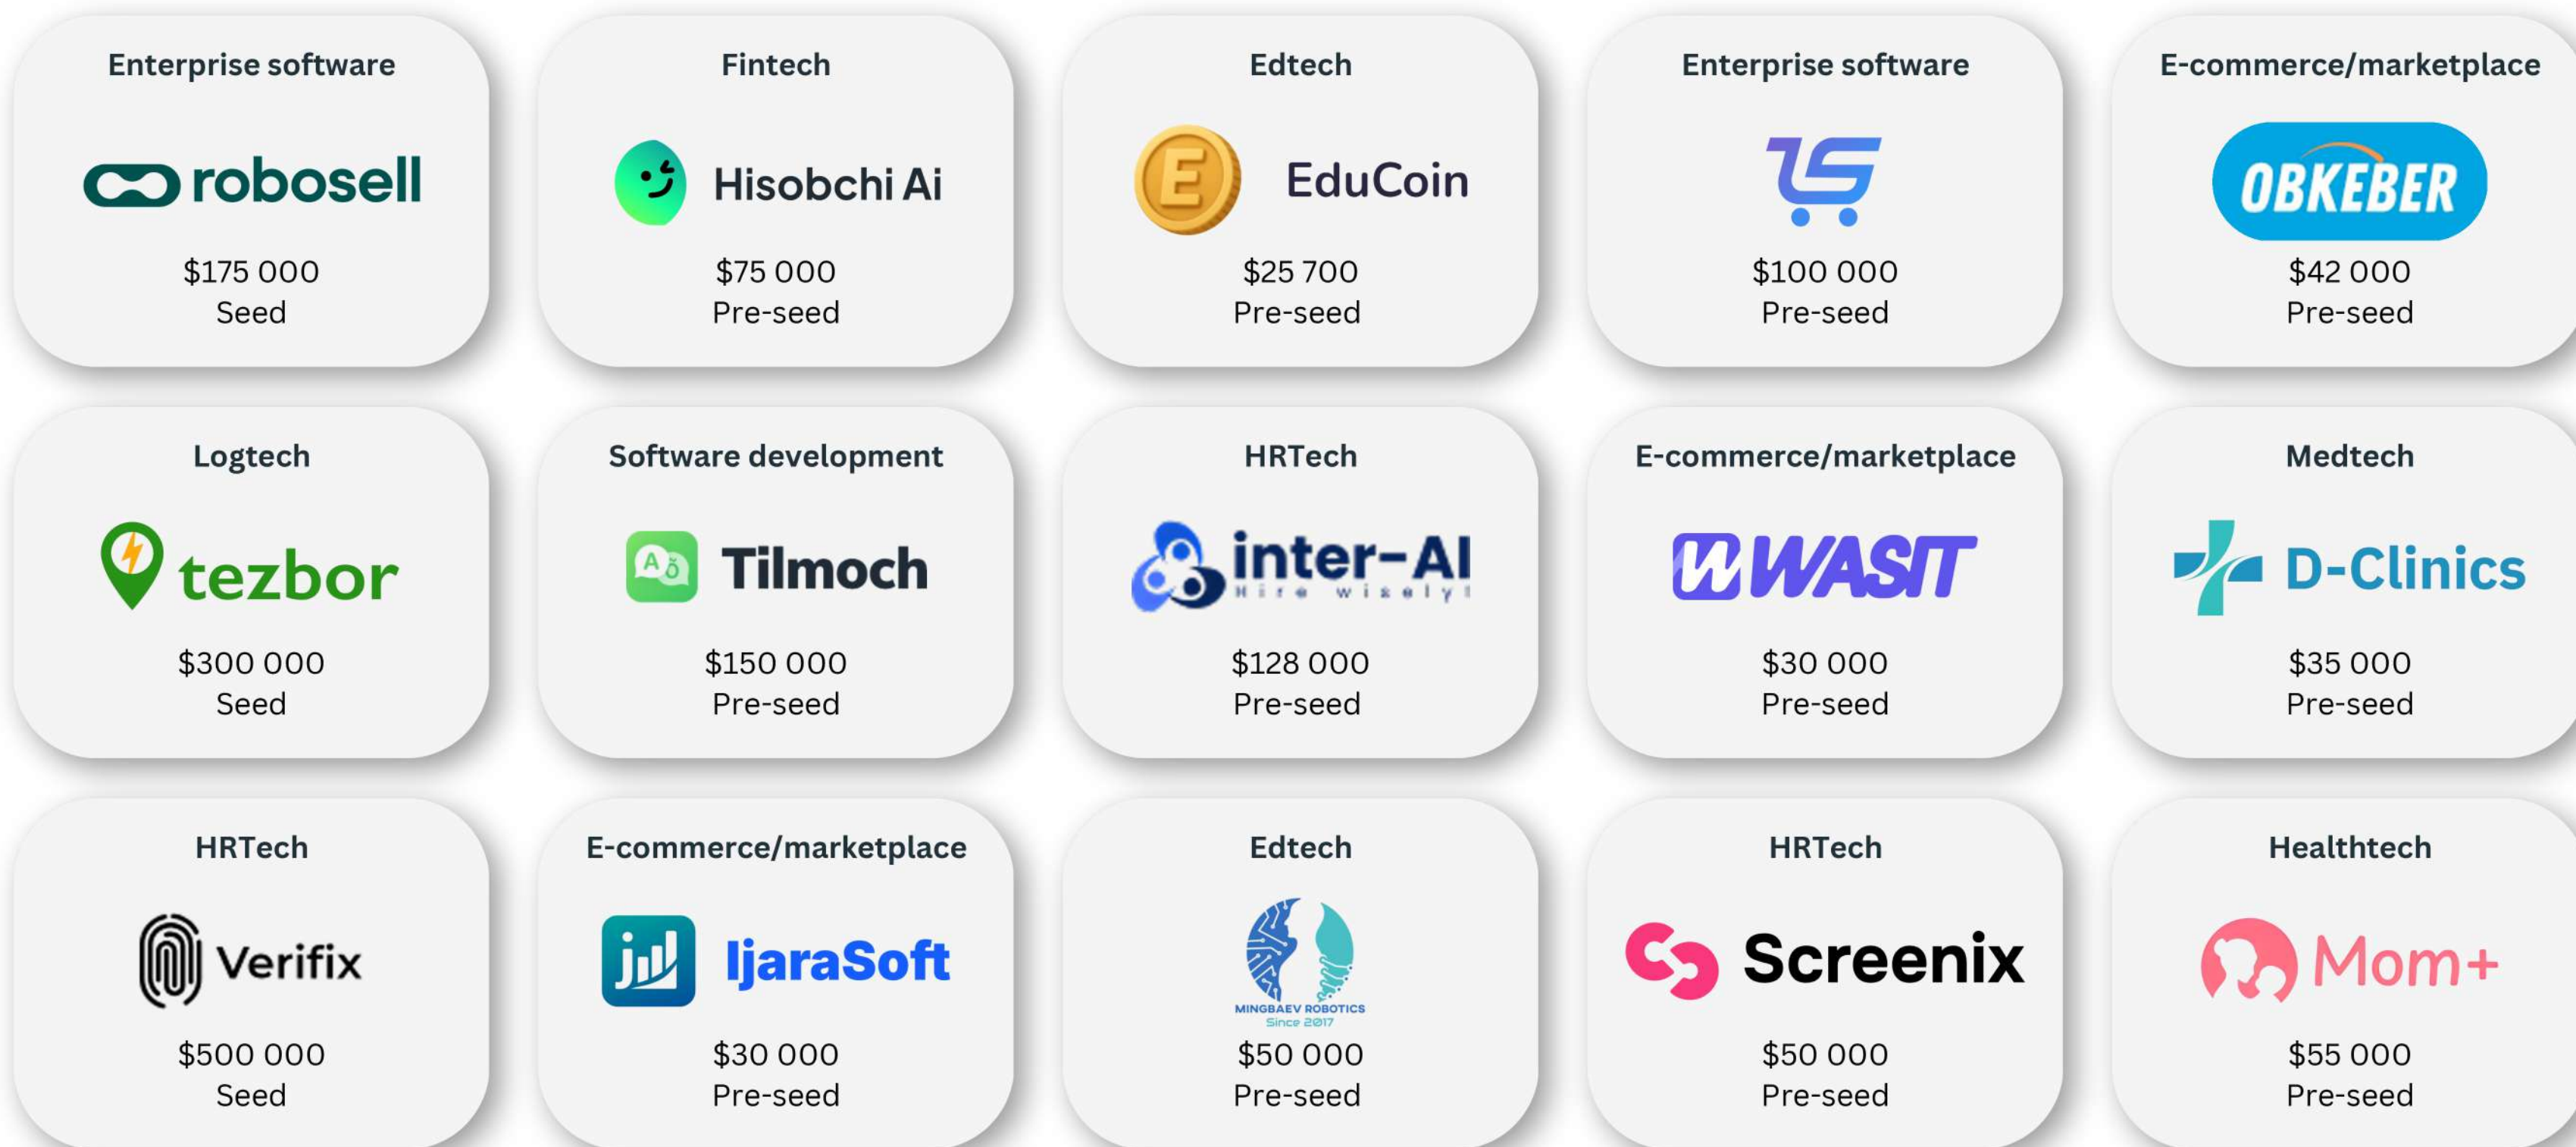 Enterprise software
robosell
$175 000
Seed
Fintech
Hisobchi Ai
$75 000
Pre-seed
Edtech
E
EduCoin
$25 700
Pre-seed
Enterprise software
$100 000
Pre-seed
E-commerce/marketplace
OBKEBER
$42 000
Pre-seed
Logtech
tezbor
$300 000
Seed
Software development
A Oʻ
Tilmoch
$150 000
Pre-seed
HRTech
inter-AI
Hire wisely!
$128 000
Pre-seed
E-commerce/marketplace
W WASIT
$30 000
Pre-seed
Medtech
D-Clinics
$35 000
Pre-seed
HRTech
Verifix
$500 000
Seed
E-commerce/marketplace
IjaraSoft
$30 000
Pre-seed
Edtech
MINGBAEV ROBOTICS
Since 2017
$50 000
Pre-seed
HRTech
Screenix
$50 000
Pre-seed
Healthtech
Mom+
$55 000
Pre-seed